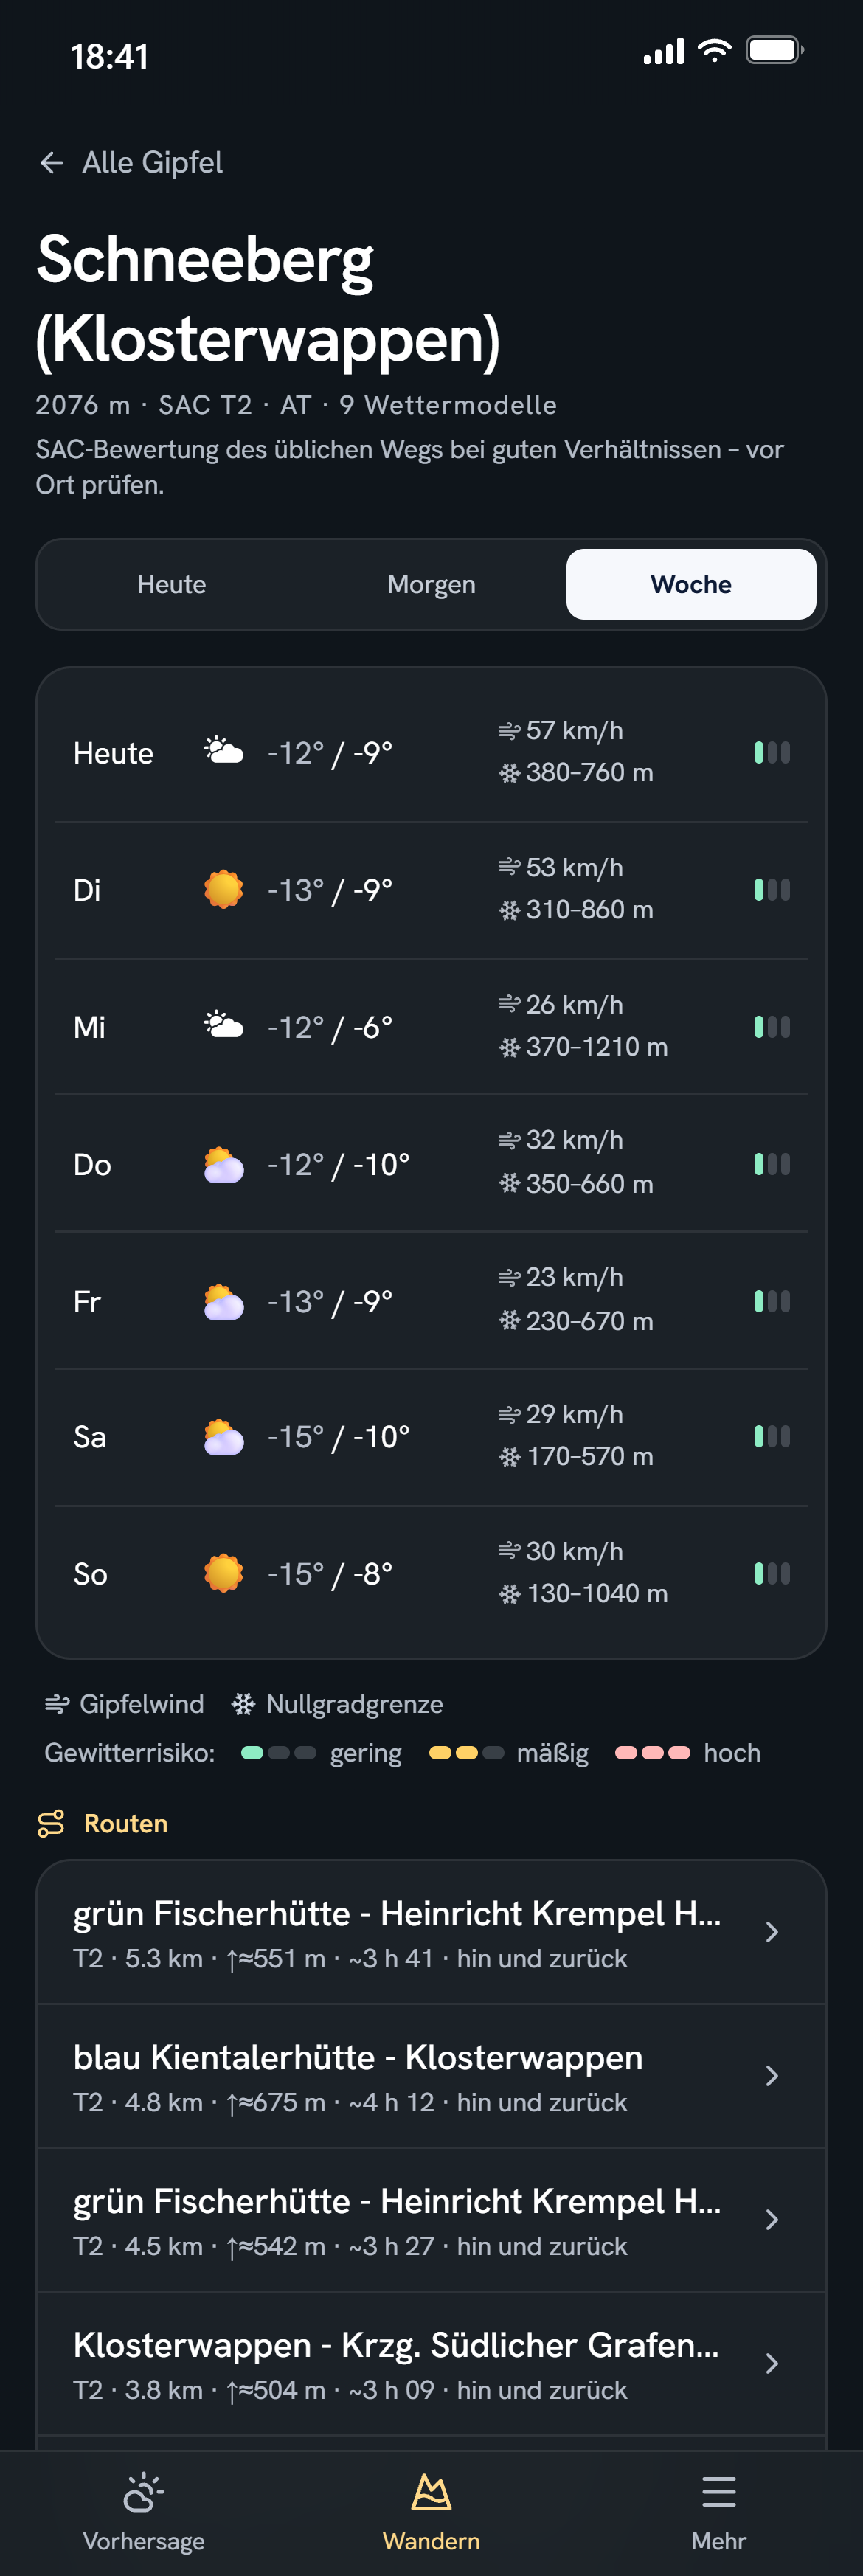 18:41
← Alle Gipfel
Schneeberg
(Klosterwappen)
2076 m · SAC T2 · AT · 9 Wettermodelle
SAC-Bewertung des üblichen Wegs bei guten Verhältnissen – vor
Ort prüfen.
Heute Morgen Woche
Heute -12° / -9° 57 km/h
380–760 m
Di -13° / -9° 53 km/h
310–860 m
Mi -12° / -6° 26 km/h
370–1210 m
Do -12° / -10° 32 km/h
350–660 m
Fr -13° / -9° 23 km/h
230–670 m
Sa -15° / -10° 29 km/h
170–570 m
So -15° / -8° 30 km/h
130–1040 m
Gipfelwind Nullgradgrenze
Gewitterrisiko: gering mäßig hoch
Routen
grün Fischerhütte - Heinricht Krempel H...
T2 · 5.3 km · ↑≈551 m · ~3 h 41 · hin und zurück
blau Kientalerhütte - Klosterwappen
T2 · 4.8 km · ↑≈675 m · ~4 h 12 · hin und zurück
grün Fischerhütte - Heinricht Krempel H...
T2 · 4.5 km · ↑≈542 m · ~3 h 27 · hin und zurück
Klosterwappen - Krzg. Südlicher Grafen...
T2 · 3.8 km · ↑≈504 m · ~3 h 09 · hin und zurück
Vorhersage Wandern Mehr